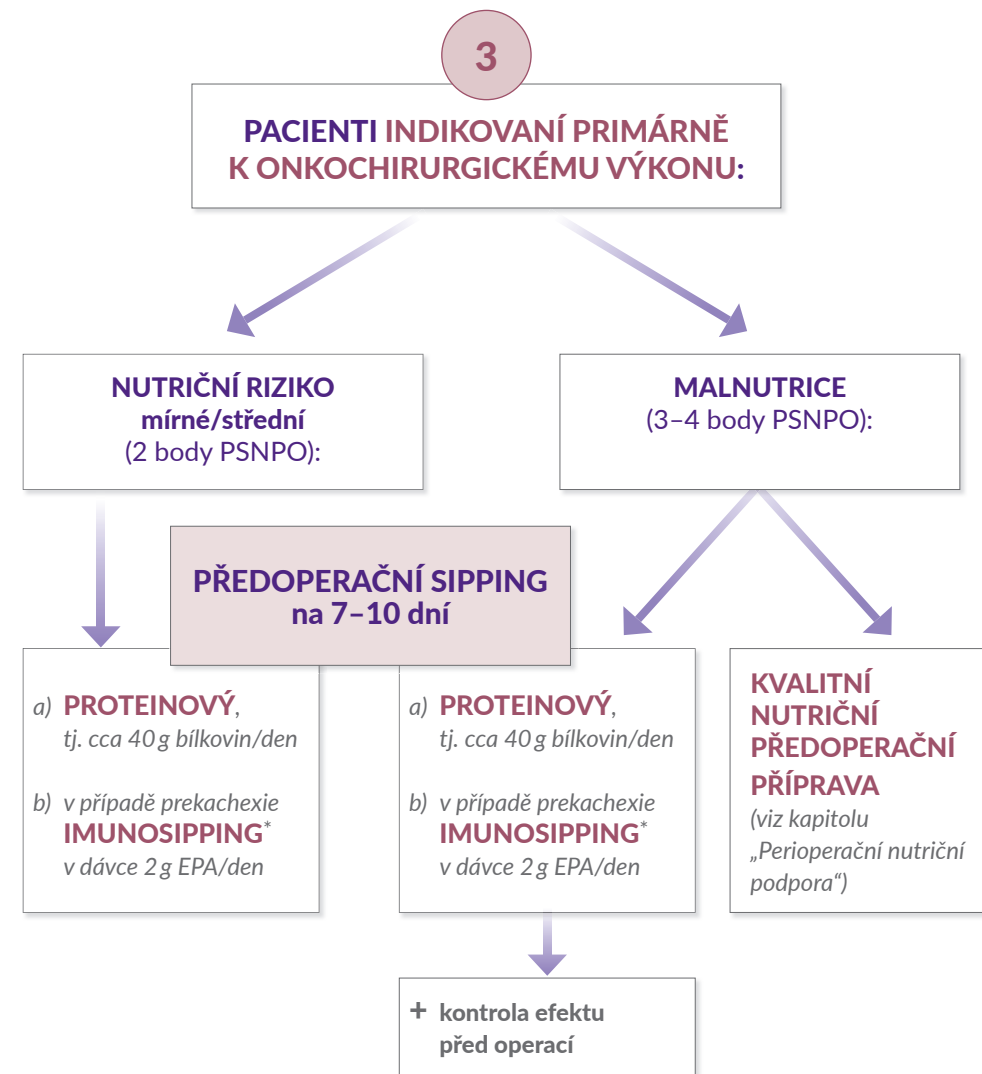 3
PACIENTI INDIKOVANÍ PRIMÁRNĚ
K ONKOCHIRURGICKÉMU VÝKONU:
NUTRIČNÍ RIZIKO
mírné/střední
(2 body PSNPO):
MALNUTRICE
(3–4 body PSNPO):
PŘEDOPERAČNÍ SIPPING
na 7–10 dní
a) PROTEINOVÝ,
tj. cca 40 g bílkovin/den
b) v případě prekachexie
IMUNOSIPPING*
v dávce 2 g EPA/den
a) PROTEINOVÝ,
tj. cca 40 g bílkovin/den
b) v případě prekachexie
IMUNOSIPPING*
v dávce 2 g EPA/den
KVALITNÍ
NUTRIČNÍ
PŘEDOPERAČNÍ
PŘÍPRAVA
(viz kapitolu
„Perioperační nutriční
podpora“)
+ kontrola efektu
před operací